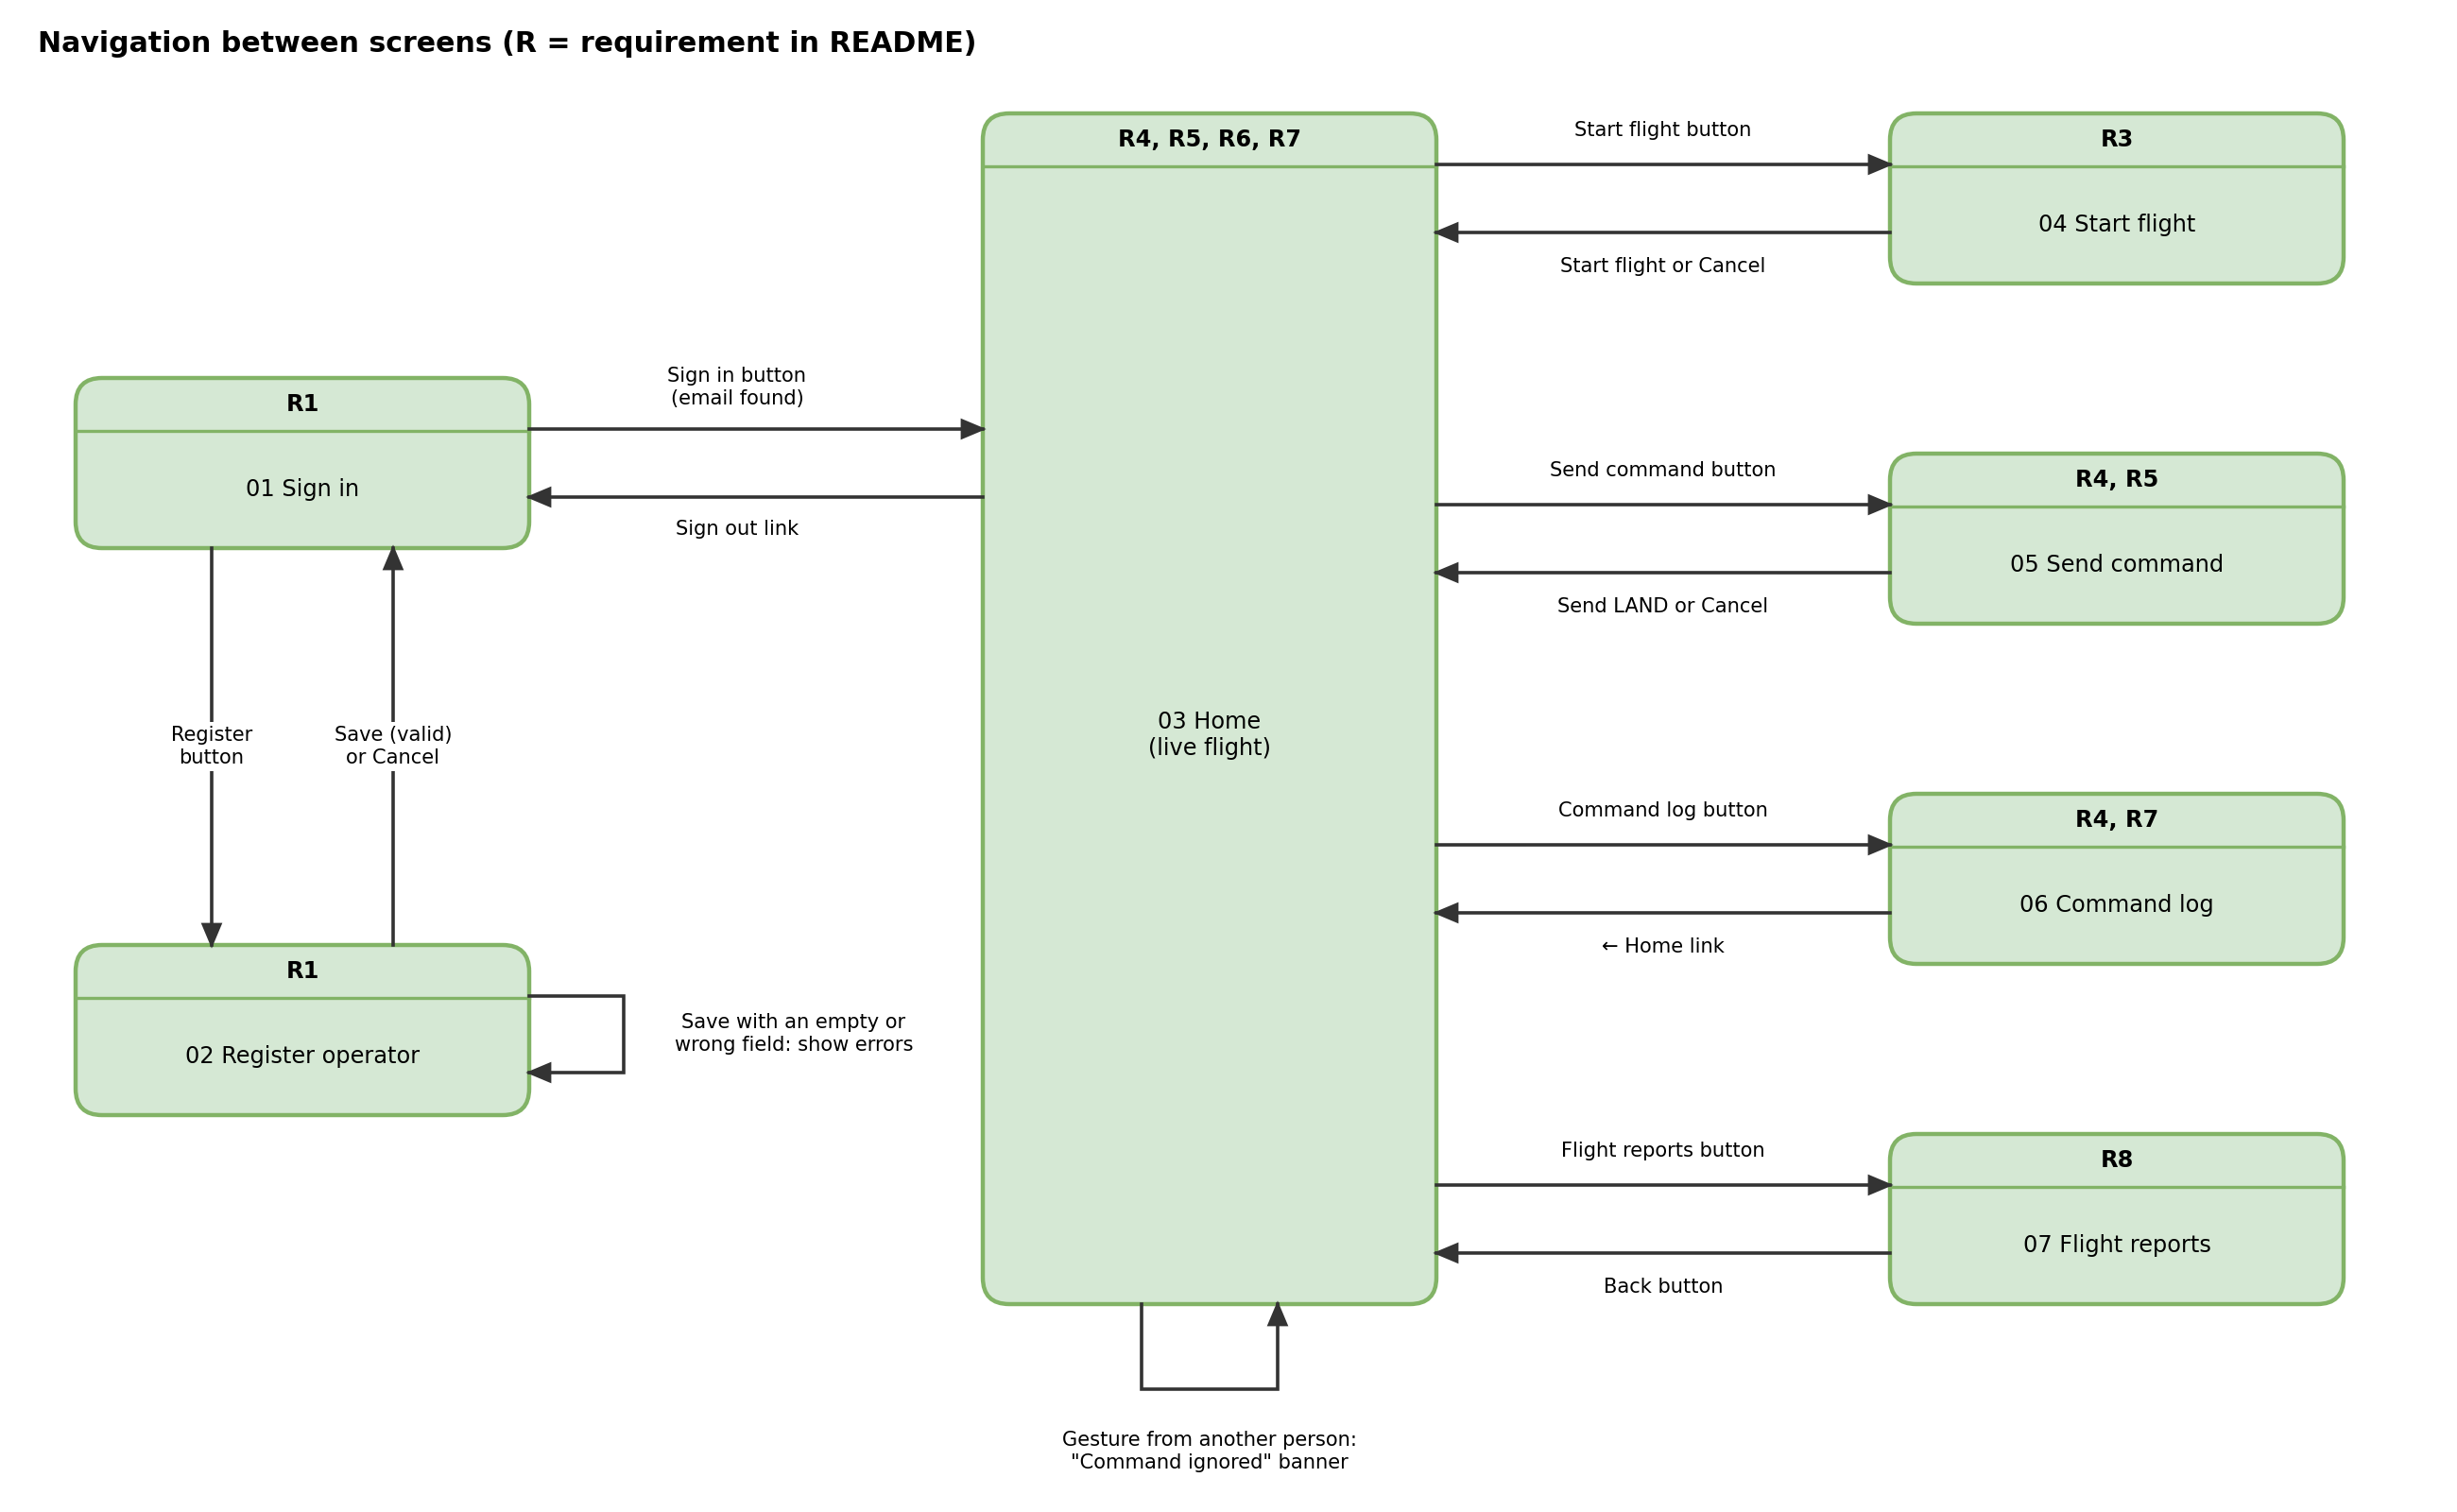 Navigation between screens (R = requirement in README)
R1
01 Sign in
Sign in button
(email found)
Sign out link
Register
button
Save (valid)
or Cancel
R1
02 Register operator
Save with an empty or
wrong field: show errors
R4, R5, R6, R7
03 Home
(live flight)
Gesture from another person:
"Command ignored" banner
Start flight button
Start flight or Cancel
R3
04 Start flight
Send command button
Send LAND or Cancel
R4, R5
05 Send command
Command log button
← Home link
R4, R7
06 Command log
Flight reports button
Back button
R8
07 Flight reports